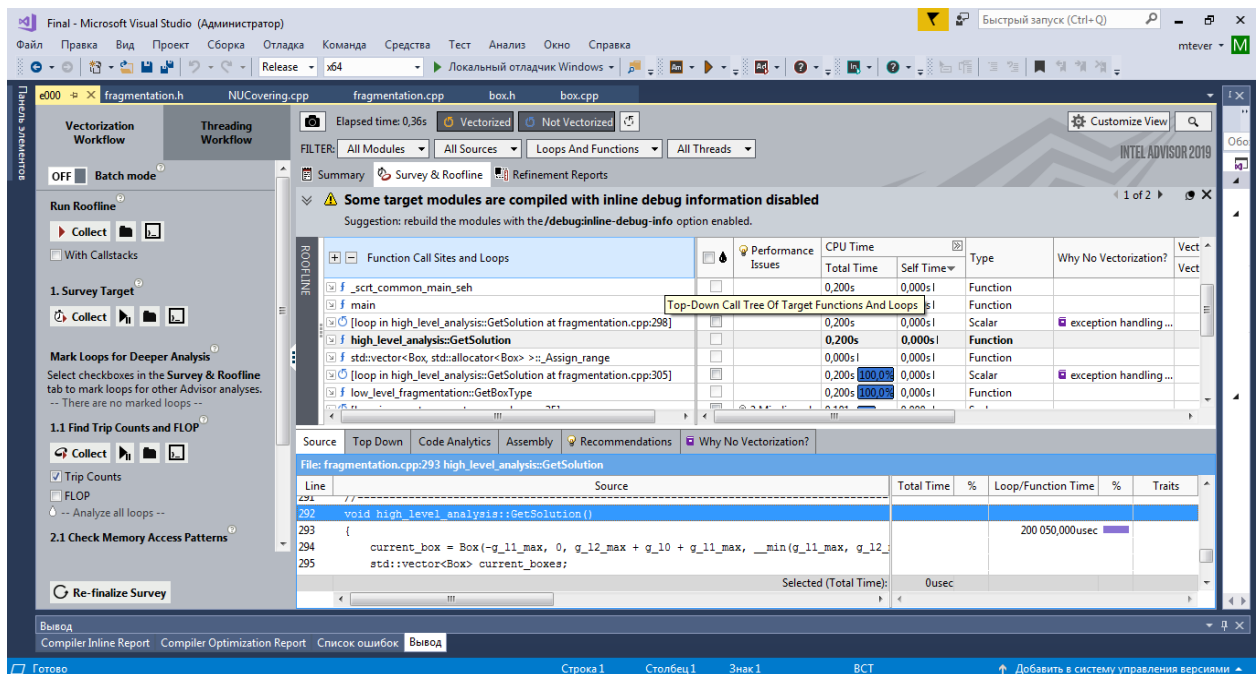 Final - Microsoft Visual Studio (Администратор)
Быстрый запуск (Ctrl+Q)
Файл Правка Вид Проект Сборка Отладка Команда Средства Тест Анализ Окно Справка
mtever M
Release x64 Локальный отладчик Windows
Панель элементов
e000 fragmentation.h NUCovering.cpp fragmentation.cpp box.h box.cpp
Vectorization Workflow
Threading Workflow
OFF Batch mode
Run Roofline
Collect
With Callstacks
1. Survey Target
Collect
Mark Loops for Deeper Analysis
Select checkboxes in the Survey & Roofline
tab to mark loops for other Advisor analyses.
-- There are no marked loops --
1.1 Find Trip Counts and FLOP
Collect
Trip Counts
FLOP
-- Analyze all loops --
2.1 Check Memory Access Patterns
Re-finalize Survey
Elapsed time: 0,36s Vectorized Not Vectorized
Customize View
FILTER: All Modules All Sources Loops And Functions All Threads
INTEL ADVISOR 2019
Summary Survey & Roofline Refinement Reports
Some target modules are compiled with inline debug information disabled
1 of 2
Suggestion: rebuild the modules with the /debug:inline-debug-info option enabled.
ROOFLINE
Function Call Sites and Loops Performance Issues CPU Time Type Why No Vectorization? Vect
Total Time Self Time Vect
f _scrt_common_main_seh 0,200s 0,000s Function
f main Function
Top-Down Call Tree Of Target Functions And Loops
[loop in high_level_analysis::GetSolution at fragmentation.cpp:298] 0,200s 0,000s Scalar exception handling ...
f high_level_analysis::GetSolution 0,200s 0,000s Function
f std::vector<Box, std::allocator<Box> >::_Assign_range 0,000s 0,000s Function
[loop in high_level_analysis::GetSolution at fragmentation.cpp:305] 0,200s 100,0% 0,000s Scalar exception handling ...
f low_level_fragmentation::GetBoxType 0,200s 100,0% 0,000s Function
Source Top Down Code Analytics Assembly Recommendations Why No Vectorization?
File: fragmentation.cpp:293 high_level_analysis::GetSolution
Line Source Total Time % Loop/Function Time % Traits
291 //---
292 void high_level_analysis::GetSolution()
293 { 200 050,000usec
294 current_box = Box(-g_l1_max, 0, g_l2_max + g_l0 + g_l1_max, __min(g_l1_max, g_l2_
295 std::vector<Box> current_boxes;
Selected (Total Time): 0usec
Вывод
Compiler Inline Report Compiler Optimization Report Список ошибок Вывод
Готово Строка 1 Столбец 1 Знак 1 ВСТ Добавить в систему управления версиями